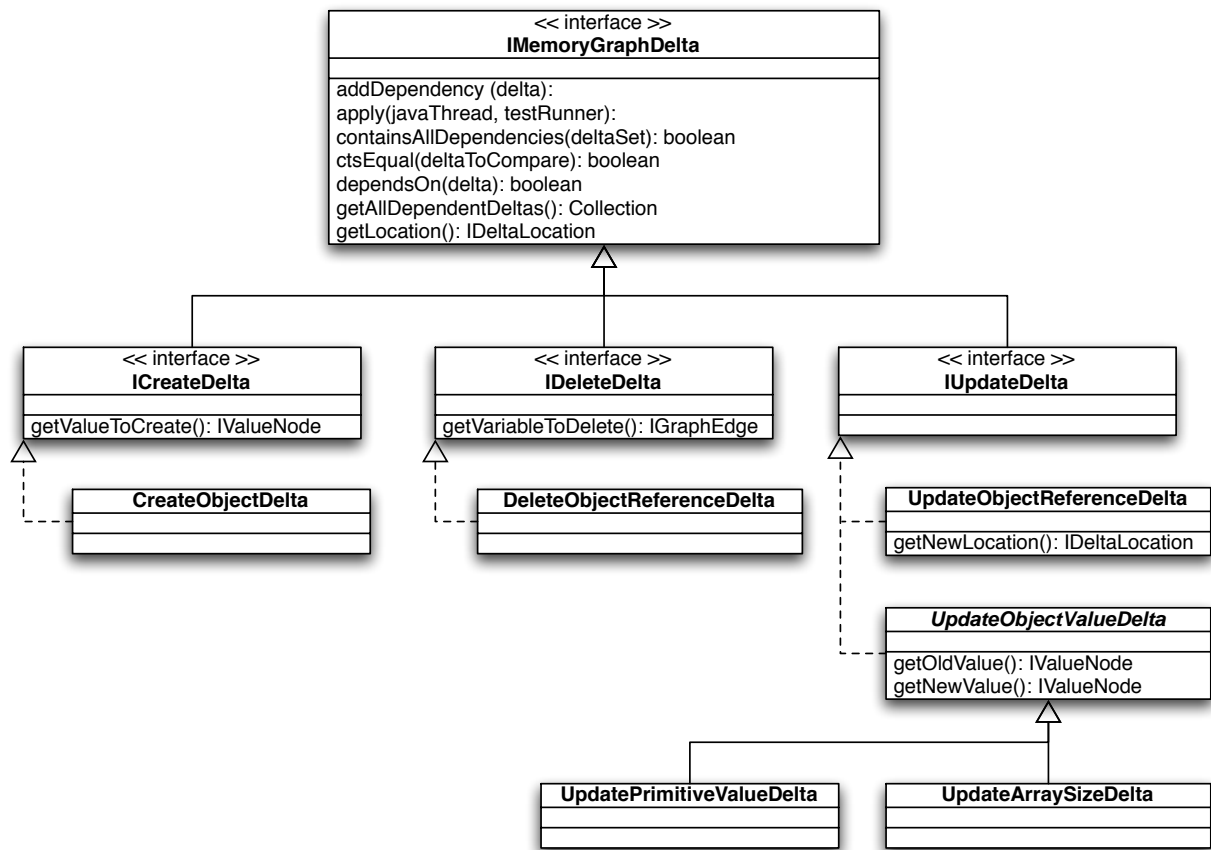 << interface >>
IMemoryGraphDelta
addDependency (delta):
apply(javaThread, testRunner):
containsAllDependencies(deltaSet): boolean
ctsEqual(deltaToCompare): boolean
dependsOn(delta): boolean
getAllDependentDeltas(): Collection
getLocation(): IDeltaLocation
<< interface >>
ICreateDelta
getValueToCreate(): IValueNode
<< interface >>
IDeleteDelta
getVariableToDelete(): IGraphEdge
<< interface >>
IUpdateDelta
CreateObjectDelta
DeleteObjectReferenceDelta
UpdateObjectReferenceDelta
getNewLocation(): IDeltaLocation
UpdateObjectValueDelta
getOldValue(): IValueNode
getNewValue(): IValueNode
UpdatePrimitiveValueDelta
UpdateArraySizeDelta